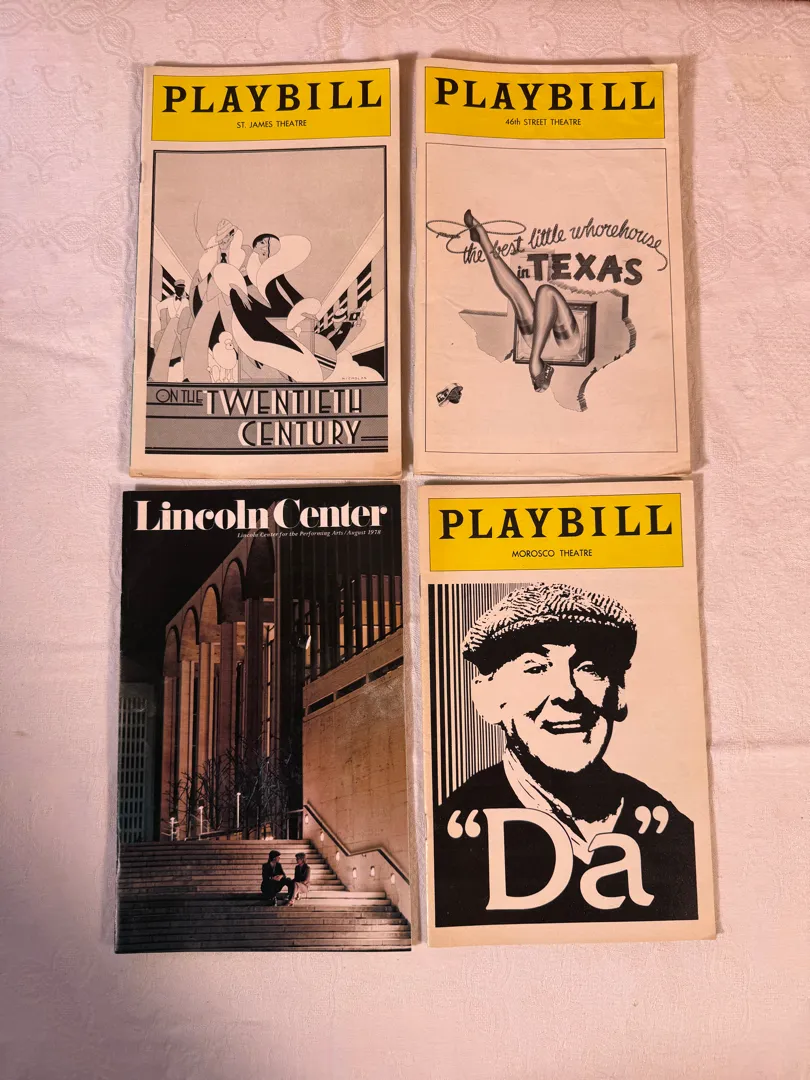 PLAYBILL
ST. JAMES THEATRE
ON THE TWENTIETH
CENTURY
PLAYBILL
46th STREET THEATRE
the best little whorehouse
in TEXAS
Lincoln Center
Lincoln Center for the Performing Arts/August 1978
PLAYBILL
MOROSCO THEATRE
“Da”